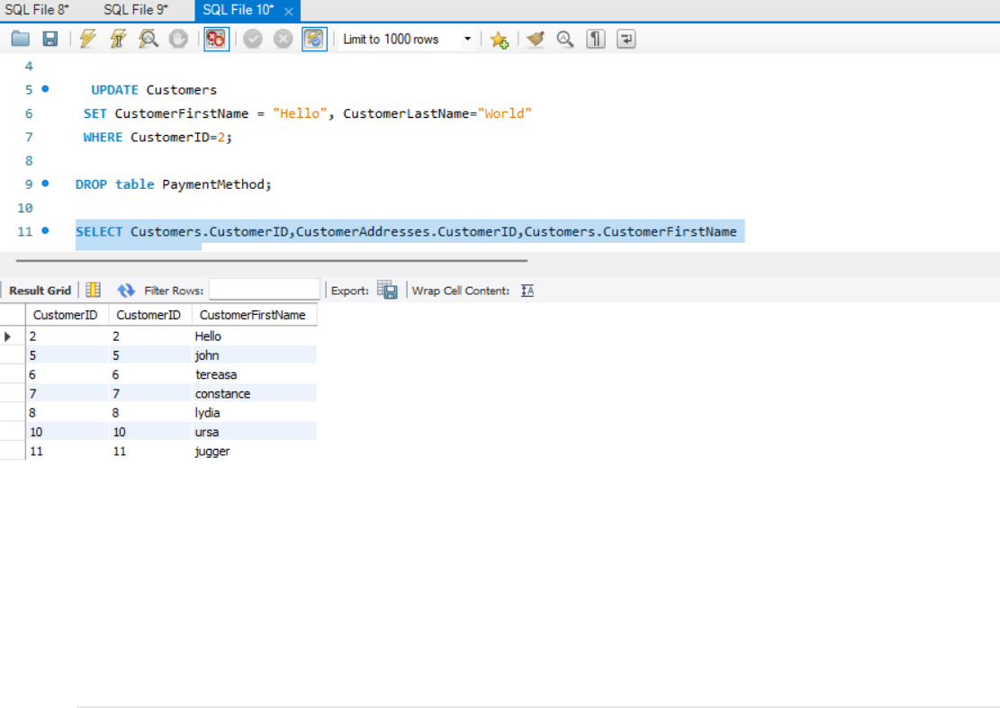 SQL File 8* SQL File 9* SQL File 10* ×
Limit to 1000 rows
4
5 UPDATE Customers
6 SET CustomerFirstName = "Hello", CustomerLastName="World"
7 WHERE CustomerID=2;
8
9 DROP table PaymentMethod;
10
11 SELECT Customers.CustomerID,CustomerAddresses.CustomerID,Customers.CustomerFirstName
Result Grid Filter Rows: Export: Wrap Cell Content: IA
CustomerID CustomerID CustomerFirstName
2 2 Hello
5 5 john
6 6 tereasa
7 7 constance
8 8 lydia
10 10 ursa
11 11 jugger